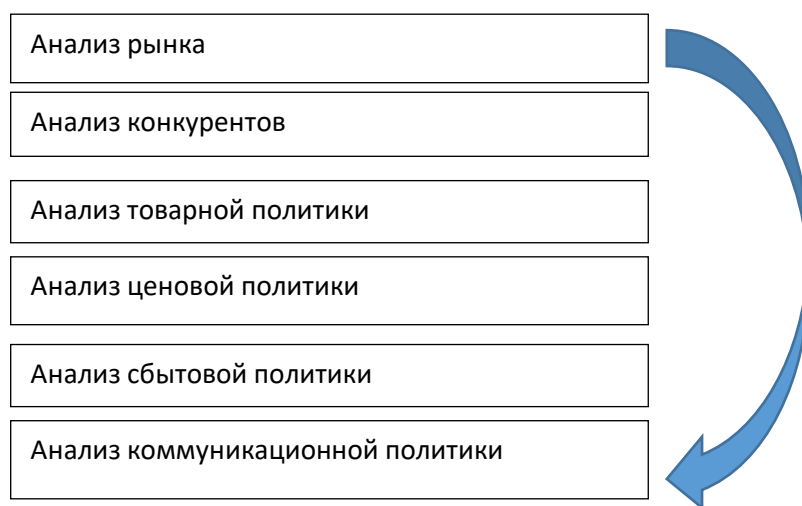 Анализ рынка
Анализ конкурентов
Анализ товарной политики
Анализ ценовой политики
Анализ сбытовой политики
Анализ коммуникационной политики